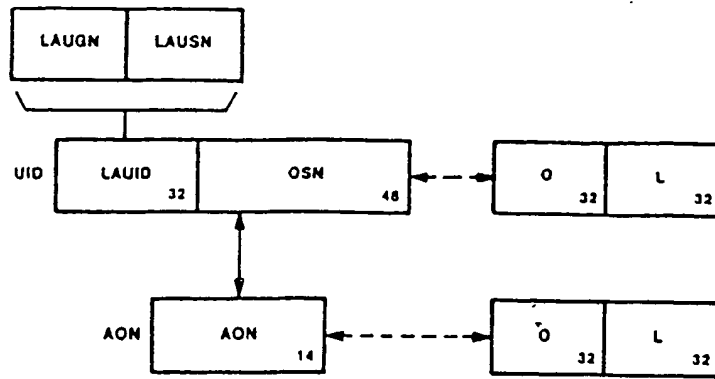 LAUGN LAUSN
UID LAUID 32 OSN 48 O 32 L 32
AON AON 14 O 32 L 32